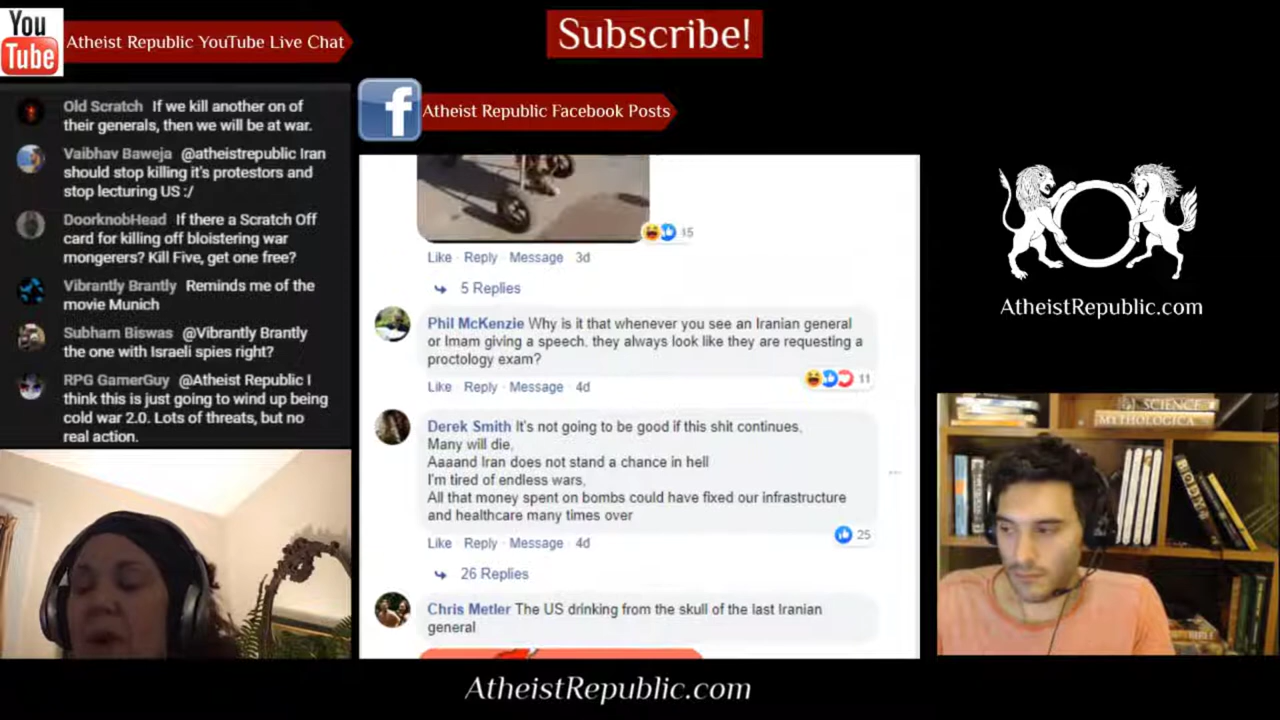 You
Tube
Atheist Republic YouTube Live Chat
Subscribe!
Old Scratch If we kill another on of
their generals, then we will be at war.
Vaibhav Baweja @atheistrepublic Iran
should stop killing it's protestors and
stop lecturing US :/
DoorknobHead If there a Scratch Off
card for killing off bloistering war
mongerers? Kill Five, get one free?
Vibrantly Brantly Reminds me of the
movie Munich
Subham Biswas @Vibrantly Brantly
the one with Israeli spies right?
RPG GamerGuy @Atheist Republic I
think this is just going to wind up being
cold war 2.0. Lots of threats, but no
real action.
f
Atheist Republic Facebook Posts
15
Like · Reply · Message 3d
5 Replies
Phil McKenzie Why is it that whenever you see an Iranian general
or Imam giving a speech. they always look like they are requesting a
proctology exam?
11
Like · Reply · Message 4d
Derek Smith It's not going to be good if this shit continues,
Many will die,
Aaaand Iran does not stand a chance in hell
I'm tired of endless wars,
All that money spent on bombs could have fixed our infrastructure
and healthcare many times over
25
Like · Reply · Message 4d
26 Replies
Chris Metler The US drinking from the skull of the last Iranian
general
AtheistRepublic.com
SCIENCE
MYTHOLOGICA
BIBLE
AtheistRepublic.com